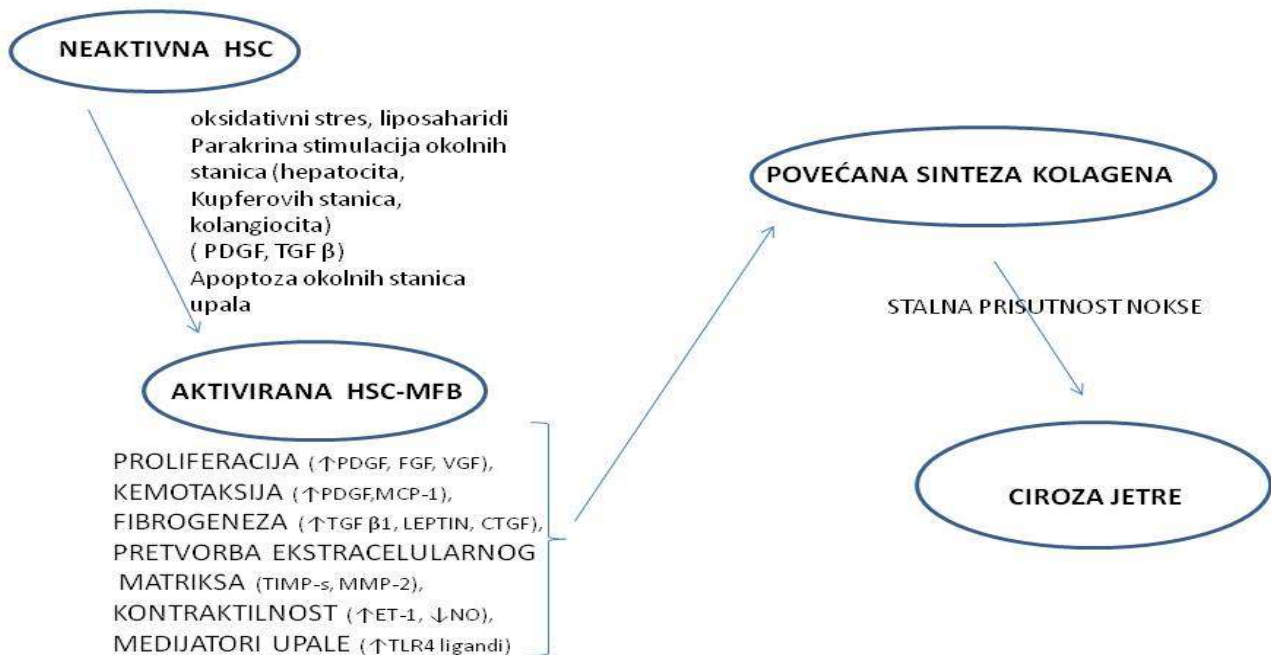 NEAKTIVNA HSC
oksidativni stres, liposaharidi
Parakrina stimulacija okolnih
stanica (hepatocita,
Kupferovih stanica,
kolangiocita)
( PDGF, TGF β)
Apoptoza okolnih stanica
upala
AKTIVIRANA HSC-MFB
PROLIFERACIJA (↑PDGF, FGF, VGF),
KEMOTAKSIJA (↑PDGF,MCP-1),
FIBROGENEZA (↑TGF β1, LEPTIN, CTGF),
PRETVORBA EKSTRACELULARNOG
MATRIKSA (TIMP-s, MMP-2),
KONTRAKTILNOST (↑ET-1, ↓NO),
MEDIJATORI UPALE (↑TLR4 ligandi)
POVEĆANA SINTEZA KOLAGENA
STALNA PRISUTNOST NOKSE
CIROZA JETRE